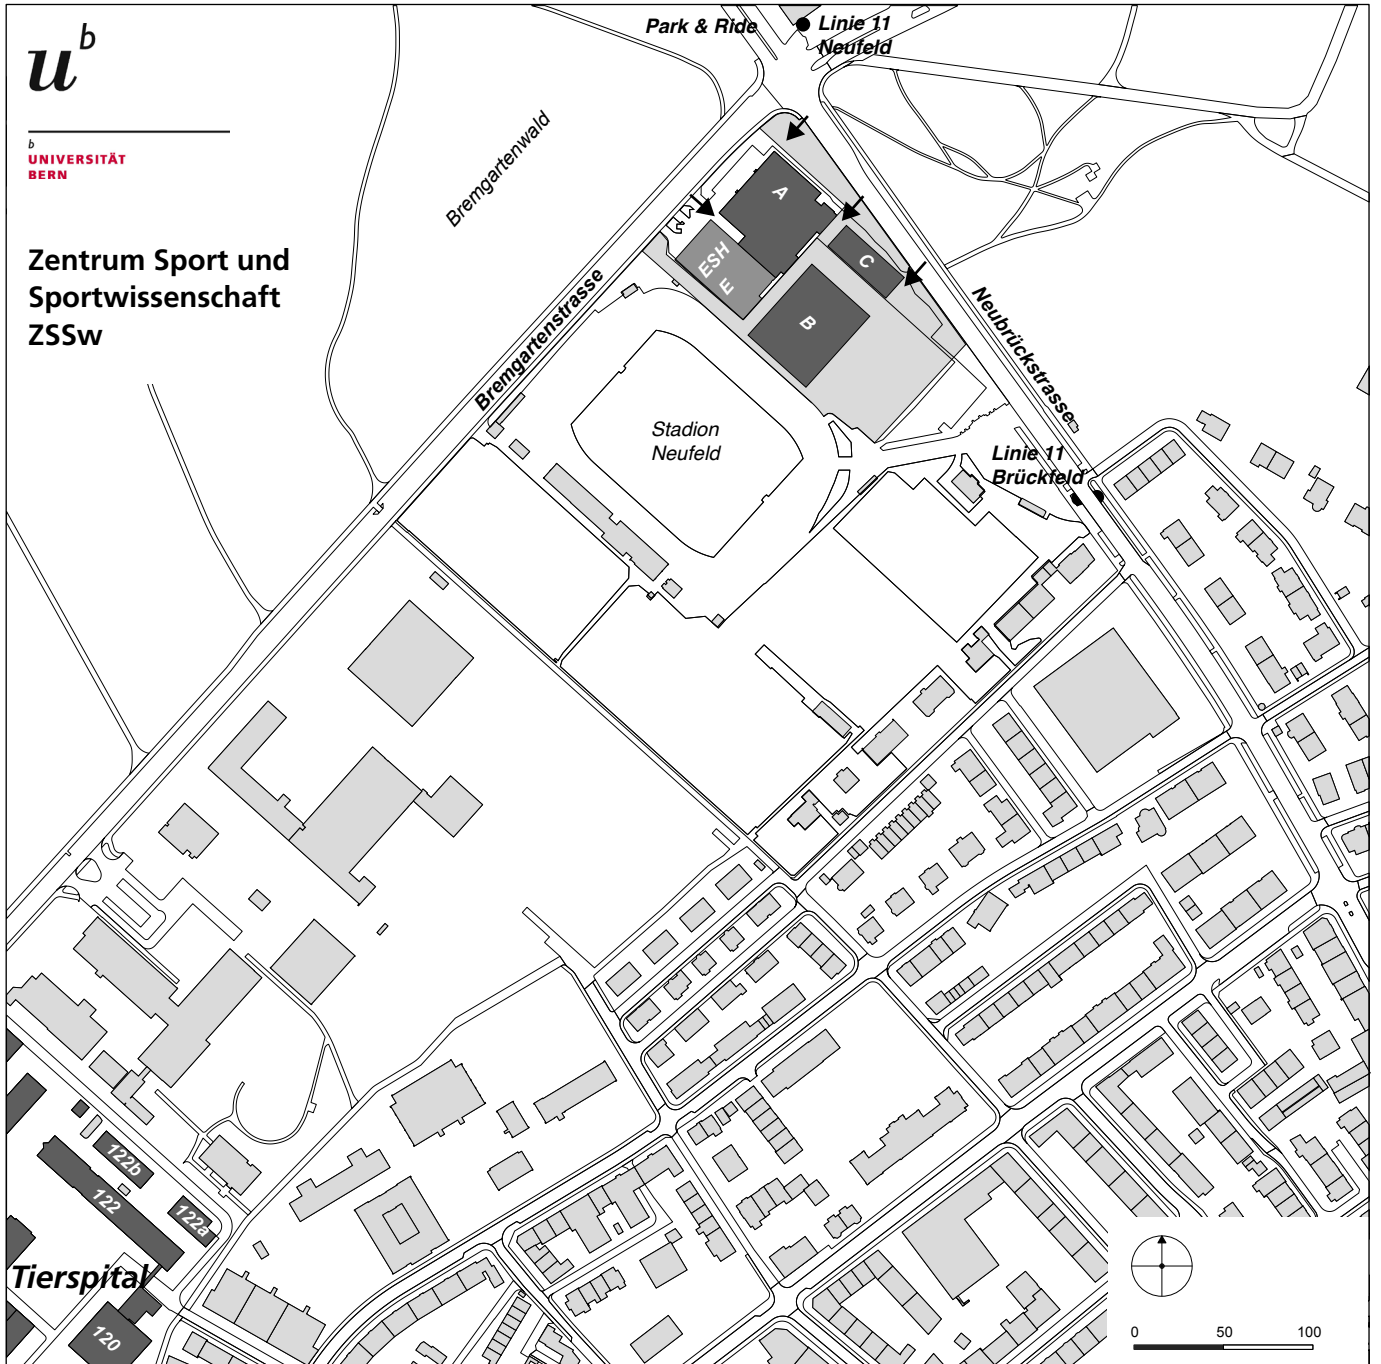 u b
b
UNIVERSITÄT
BERN
Zentrum Sport und
Sportwissenschaft
ZSSw
Park & Ride
Linie 11
Neufeld
Bremgartenwald
A
ESH
E
C
B
Bremgartenstrasse
Neubrückstrasse
Stadion
Neufeld
Linie 11
Brückfeld
122b
122
122a
Tierspital
120
0 50 100